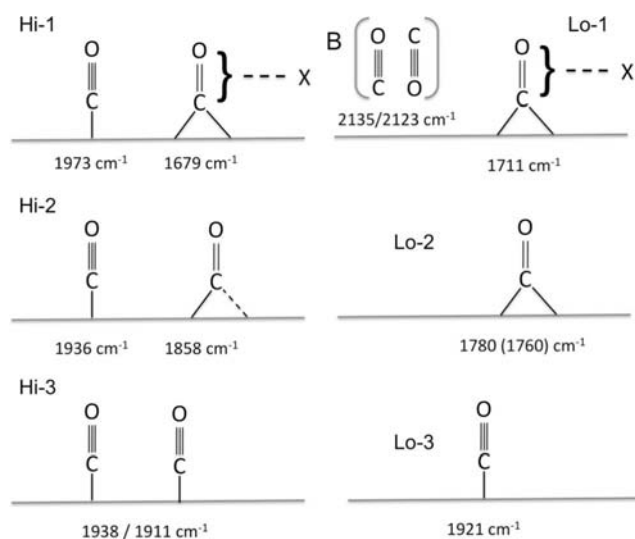 Hi-1
O
C
O
C
X
1973 cm-1
1679 cm-1
B
O
C
C
O
2135/2123 cm-1
Lo-1
O
C
X
1711 cm-1
Hi-2
O
C
O
C
1936 cm-1
1858 cm-1
Lo-2
O
C
1780 (1760) cm-1
Hi-3
O
C
O
C
1938 / 1911 cm-1
Lo-3
O
C
1921 cm-1